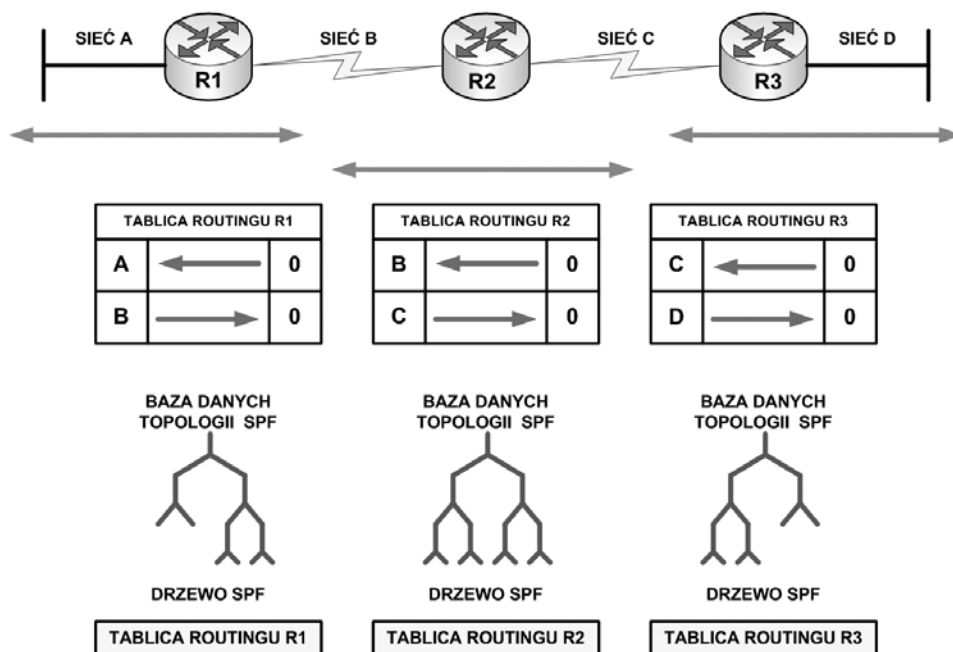 SIEĆ A
SIEĆ B
SIEĆ C
SIEĆ D
R1
R2
R3
TABLICA ROUTINGU R1
A 0
B 0
TABLICA ROUTINGU R2
B 0
C 0
TABLICA ROUTINGU R3
C 0
D 0
BAZA DANYCH
TOPOLOGII SPF
BAZA DANYCH
TOPOLOGII SPF
BAZA DANYCH
TOPOLOGII SPF
DRZEWO SPF
DRZEWO SPF
DRZEWO SPF
TABLICA ROUTINGU R1
TABLICA ROUTINGU R2
TABLICA ROUTINGU R3